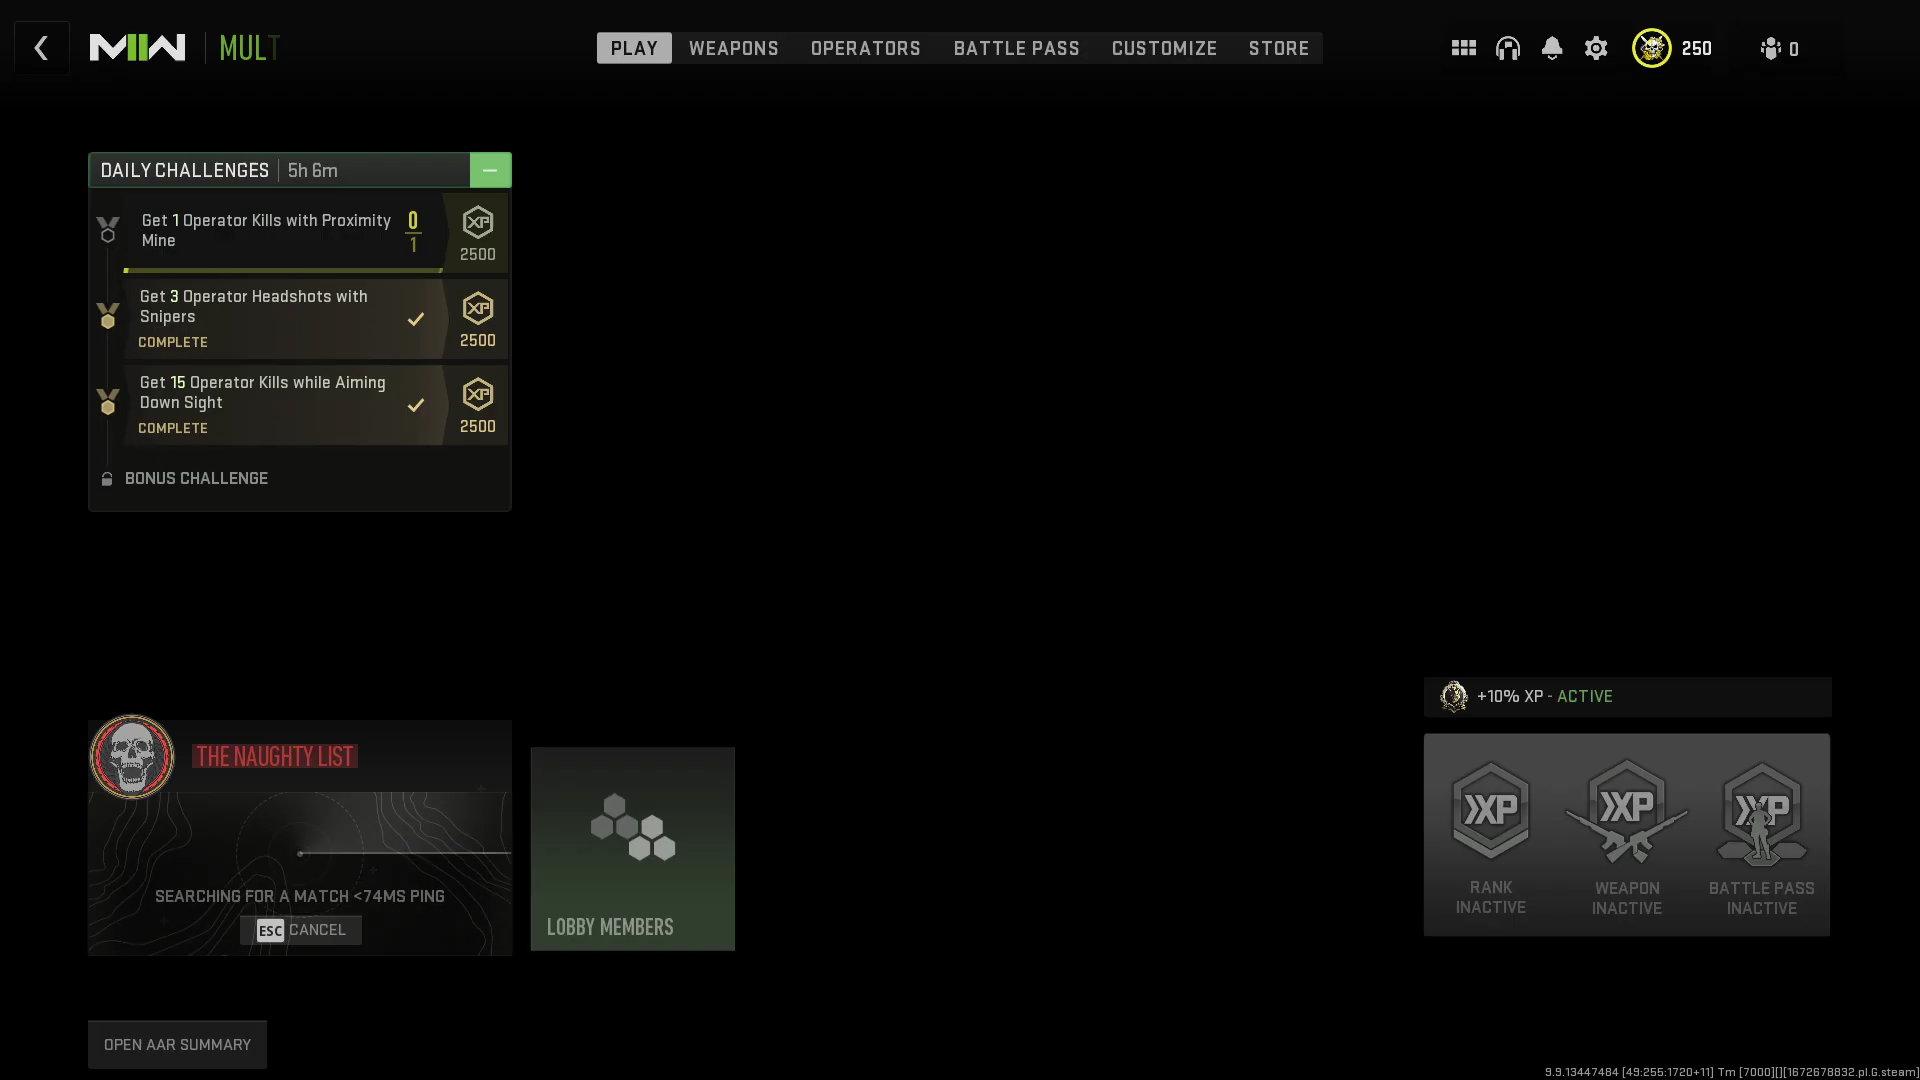 MWII
MULT
PLAY
WEAPONS
OPERATORS
BATTLE PASS
CUSTOMIZE
STORE
250
0
DAILY CHALLENGES
5h 6m
Get 1 Operator Kills with Proximity
Mine
0
1
XP
2500
Get 3 Operator Headshots with
Snipers
COMPLETE
XP
2500
Get 15 Operator Kills while Aiming
Down Sight
COMPLETE
XP
2500
BONUS CHALLENGE
+10% XP - ACTIVE
THE NAUGHTY LIST
SEARCHING FOR A MATCH <74MS PING
ESC CANCEL
LOBBY MEMBERS
XP
RANK
INACTIVE
XP
WEAPON
INACTIVE
XP
BATTLE PASS
INACTIVE
OPEN AAR SUMMARY
9.9.13447484 [49:255:1720+11] Tm [7000][][1672678832.pl.G.steam]